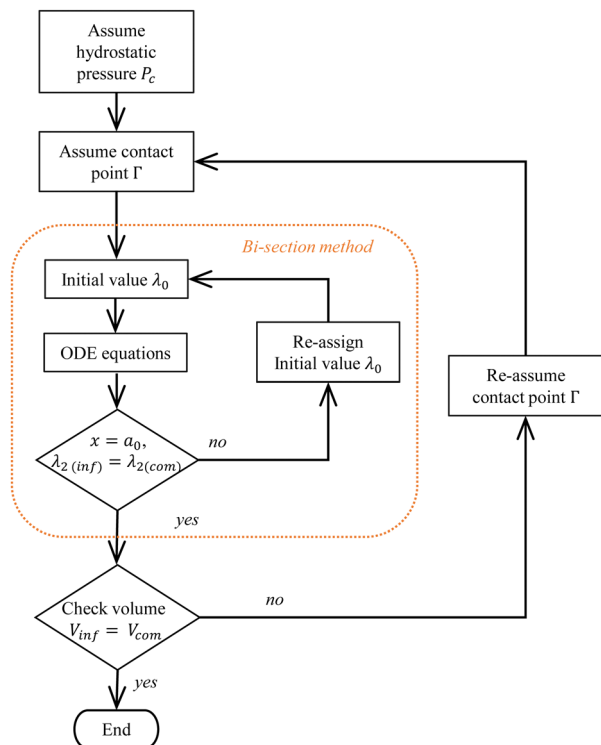 Assume
hydrostatic
pressure P_c
Assume contact
point Γ
Bi-section method
Initial value λ_0
ODE equations
Re-assign
Initial value λ_0
Re-assume
contact point Γ
x = a_0,
λ_2 (inf) = λ_2(com)
no
yes
Check volume
V_inf = V_com
no
yes
End